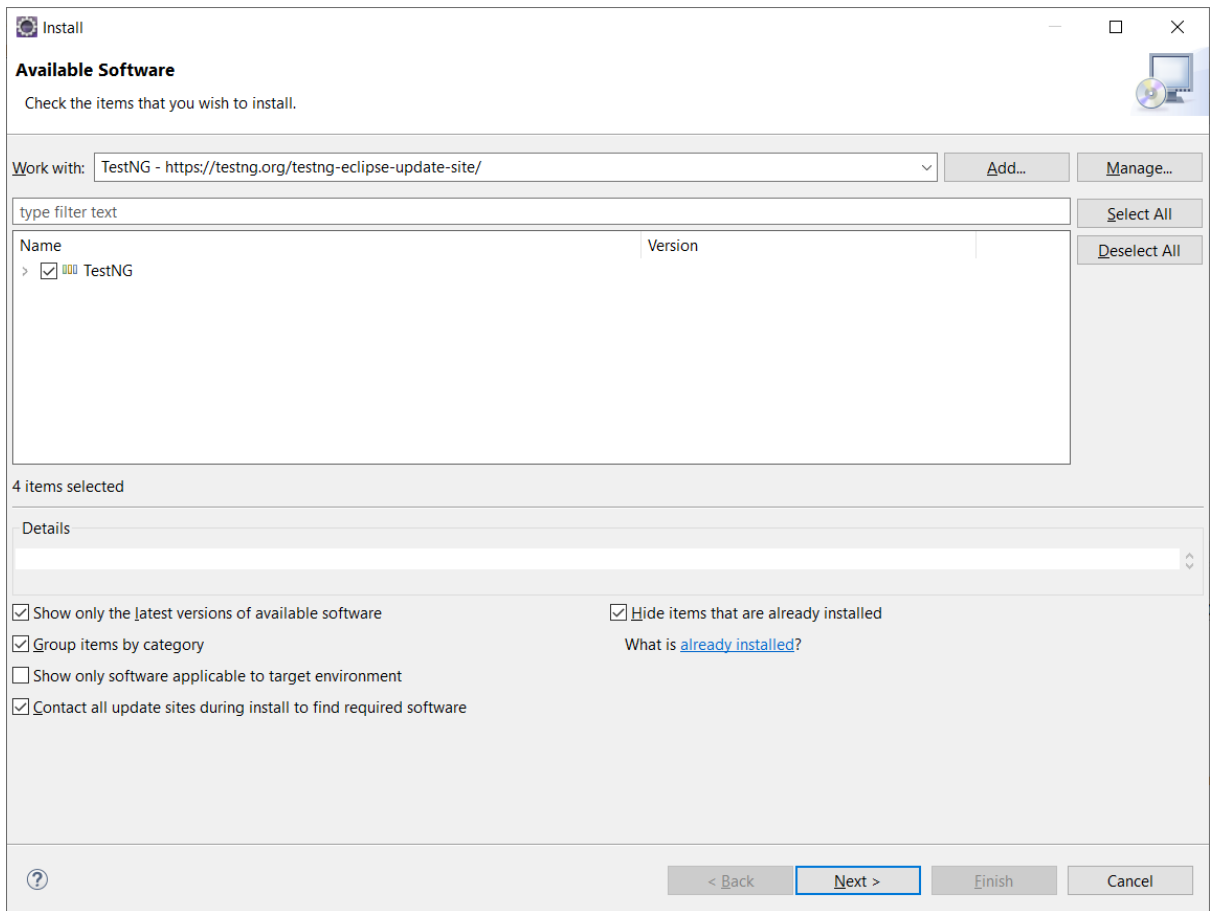 Install
Available Software
Check the items that you wish to install.
Work with: TestNG - https://testng.org/testng-eclipse-update-site/ Add... Manage...
type filter text Select All
Name Version Deselect All
TestNG
4 items selected
Details
Show only the latest versions of available software Hide items that are already installed
Group items by category What is already installed?
Show only software applicable to target environment
Contact all update sites during install to find required software
? < Back Next > Finish Cancel